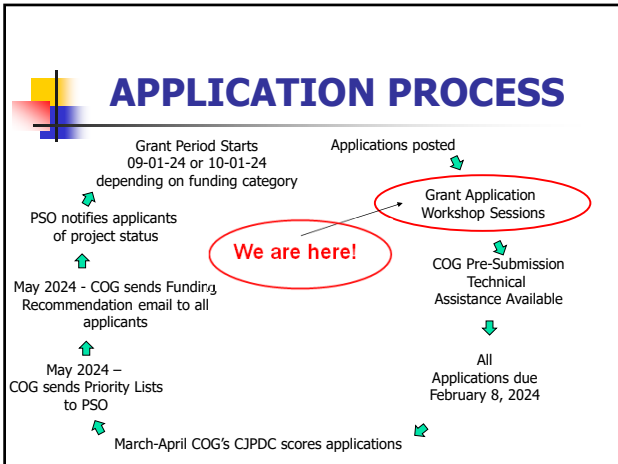 APPLICATION PROCESS
Applications posted
Grant Application
Workshop Sessions
We are here!
COG Pre-Submission
Technical
Assistance Available
All
Applications due
February 8, 2024
March-April COG's CJPDC scores applications
May 2024 –
COG sends Priority Lists
to PSO
May 2024 - COG sends Funding
Recommendation email to all
applicants
PSO notifies applicants
of project status
Grant Period Starts
09-01-24 or 10-01-24
depending on funding category